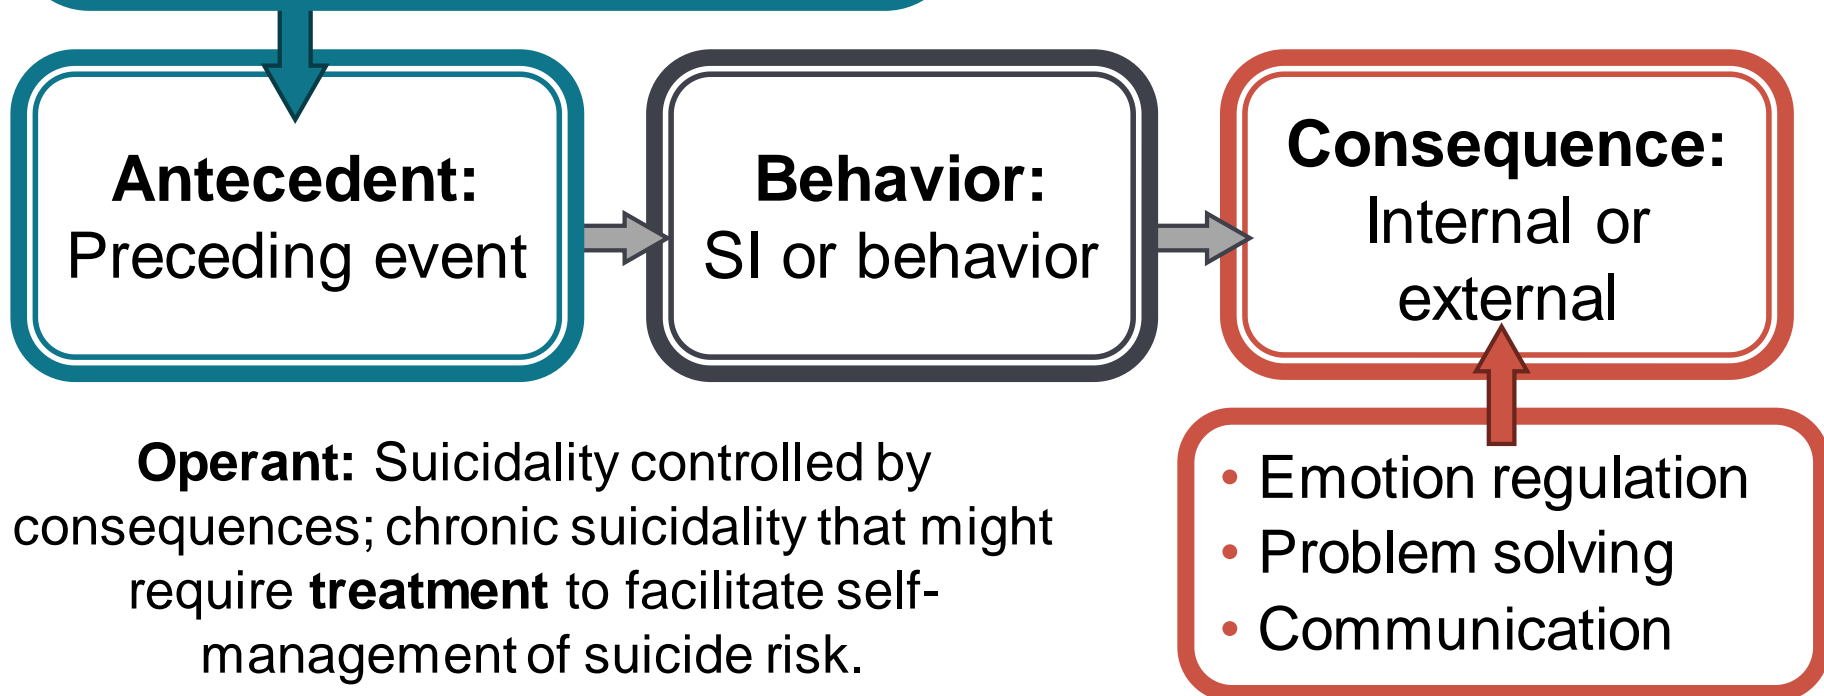 Antecedent:
Preceding event
Behavior:
SI or behavior
Consequence:
Internal or
external
Operant: Suicidality controlled by
consequences; chronic suicidality that might
require treatment to facilitate self-
management of suicide risk.
• Emotion regulation
• Problem solving
• Communication